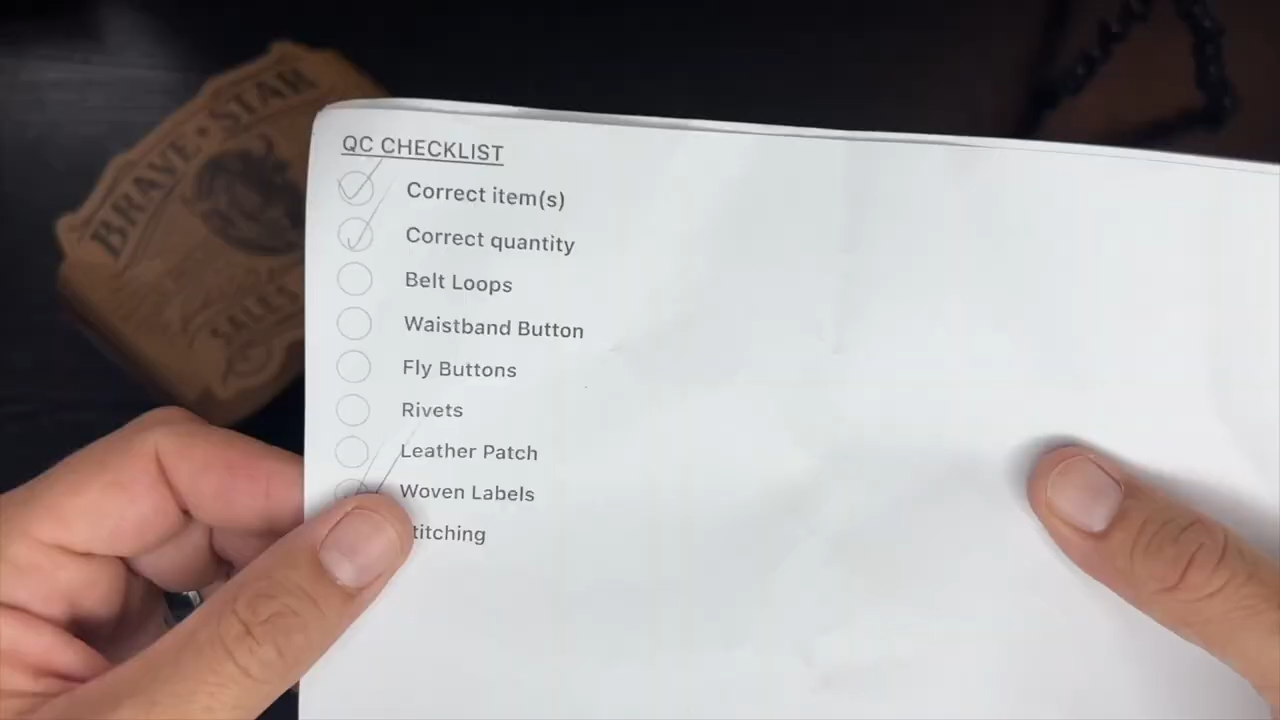 BRAVE • STAR
SALES
QC CHECKLIST
Correct item(s)
Correct quantity
Belt Loops
Waistband Button
Fly Buttons
Rivets
Leather Patch
Woven Labels
titching